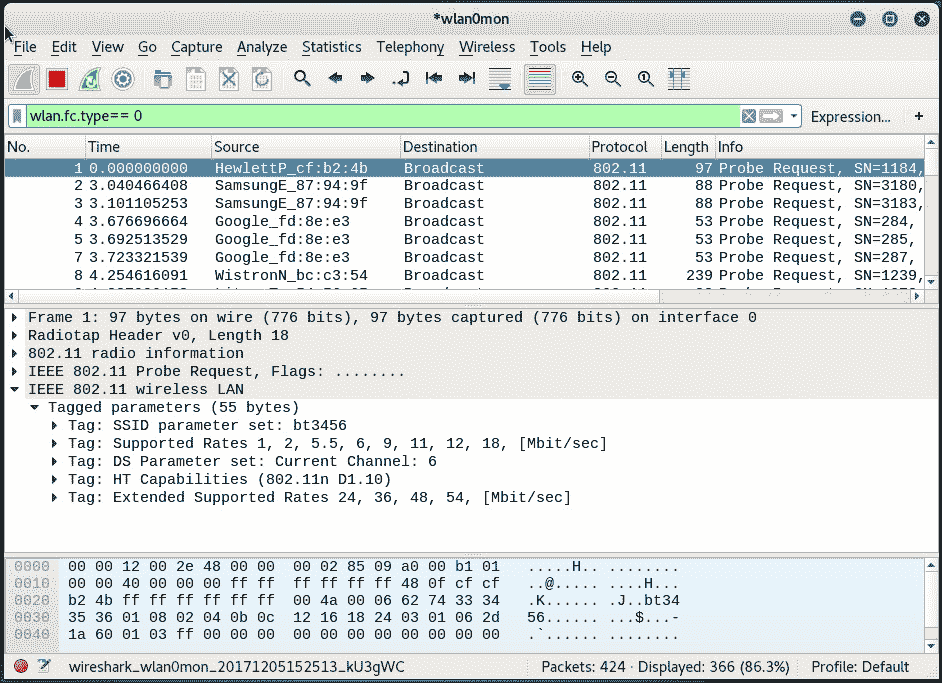 *wlan0mon
File Edit View Go Capture Analyze Statistics Telephony Wireless Tools Help
wlan.fc.type== 0 Expression... +
No. Time Source Destination Protocol Length Info
1 0.000000000 HewlettP_cf:b2:4b Broadcast 802.11 97 Probe Request, SN=1184,
2 3.040466408 SamsungE_87:94:9f Broadcast 802.11 88 Probe Request, SN=3180,
3 3.101105253 SamsungE_87:94:9f Broadcast 802.11 88 Probe Request, SN=3183,
4 3.676696664 Google_fd:8e:e3 Broadcast 802.11 53 Probe Request, SN=284,
5 3.692513529 Google_fd:8e:e3 Broadcast 802.11 53 Probe Request, SN=285,
7 3.723321539 Google_fd:8e:e3 Broadcast 802.11 53 Probe Request, SN=287,
8 4.254616091 WistronN_bc:c3:54 Broadcast 802.11 239 Probe Request, SN=1239,
Frame 1: 97 bytes on wire (776 bits), 97 bytes captured (776 bits) on interface 0
Radiotap Header v0, Length 18
802.11 radio information
IEEE 802.11 Probe Request, Flags: ........
IEEE 802.11 wireless LAN
Tagged parameters (55 bytes)
Tag: SSID parameter set: bt3456
Tag: Supported Rates 1, 2, 5.5, 6, 9, 11, 12, 18, [Mbit/sec]
Tag: DS Parameter set: Current Channel: 6
Tag: HT Capabilities (802.11n D1.10)
Tag: Extended Supported Rates 24, 36, 48, 54, [Mbit/sec]
0000 00 00 12 00 2e 48 00 00 00 02 85 09 a0 00 b1 01 .....H.. ........
0010 00 00 40 00 00 00 ff ff ff ff ff ff 48 0f cf cf ..@..... ....H...
0020 b2 4b ff ff ff ff ff ff 00 4a 00 06 62 74 33 34 .K...... .J..bt34
0030 35 36 01 08 02 04 0b 0c 12 16 18 24 03 01 06 2d 56...... ...$...-
0040 1a 60 01 03 ff 00 00 00 00 00 00 00 00 00 00 00 .`...... ........
wireshark_wlan0mon_20171205152513_kU3gWC Packets: 424 · Displayed: 366 (86.3%) Profile: Default